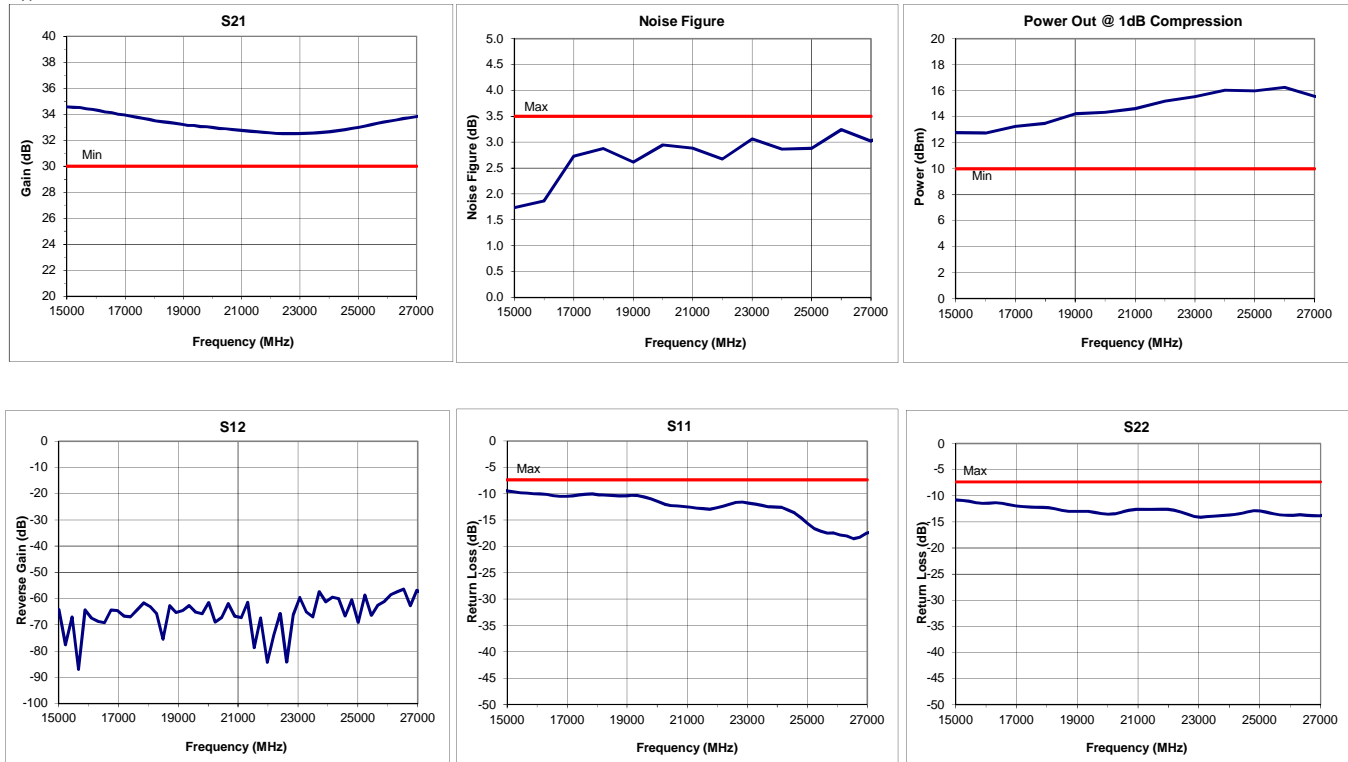 S21
40
38
36
34
32
30
28
26
24
22
20
Gain (dB)
Min
15000 17000 19000 21000 23000 25000 27000
Frequency (MHz)
Noise Figure
5.0
4.5
4.0
3.5
3.0
2.5
2.0
1.5
1.0
0.5
0.0
Noise Figure (dB)
Max
15000 17000 19000 21000 23000 25000 27000
Frequency (MHz)
Power Out @ 1dB Compression
20
18
16
14
12
10
8
6
4
2
0
Power (dBm)
Min
15000 17000 19000 21000 23000 25000 27000
Frequency (MHz)
S12
0
-10
-20
-30
-40
-50
-60
-70
-80
-90
-100
Reverse Gain (dB)
15000 17000 19000 21000 23000 25000 27000
Frequency (MHz)
S11
0
-5
-10
-15
-20
-25
-30
-35
-40
-45
-50
Return Loss (dB)
Max
15000 17000 19000 21000 23000 25000 27000
Frequency (MHz)
S22
0
-5
-10
-15
-20
-25
-30
-35
-40
-45
-50
Return Loss (dB)
Max
15000 17000 19000 21000 23000 25000 27000
Frequency (MHz)